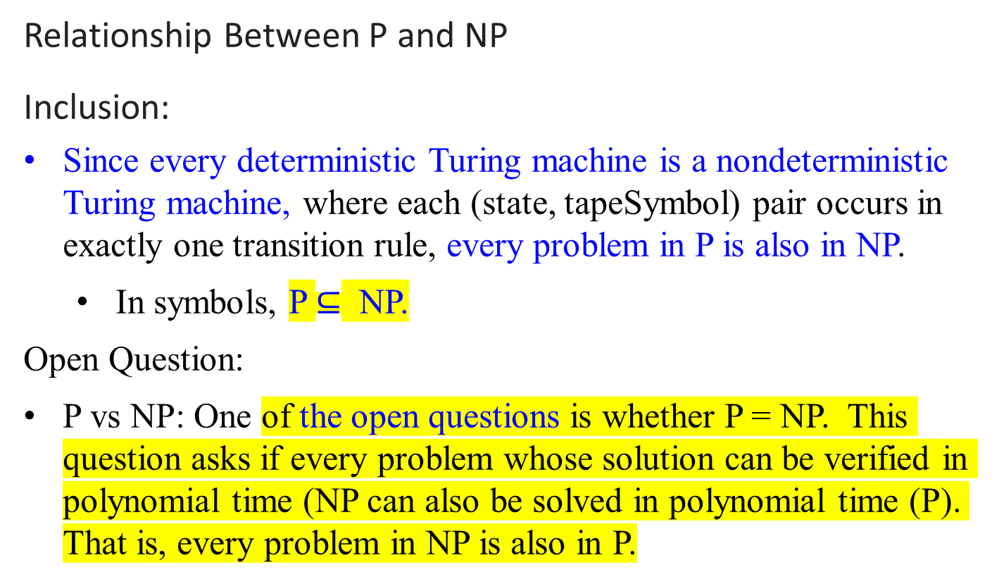 Relationship Between P and NP
Inclusion:
• Since every deterministic Turing machine is a nondeterministic
Turing machine, where each (state, tapeSymbol) pair occurs in
exactly one transition rule, every problem in P is also in NP.
• In symbols, P ⊆ NP.
Open Question:
• P vs NP: One of the open questions is whether P = NP. This
question asks if every problem whose solution can be verified in
polynomial time (NP can also be solved in polynomial time (P).
That is, every problem in NP is also in P.